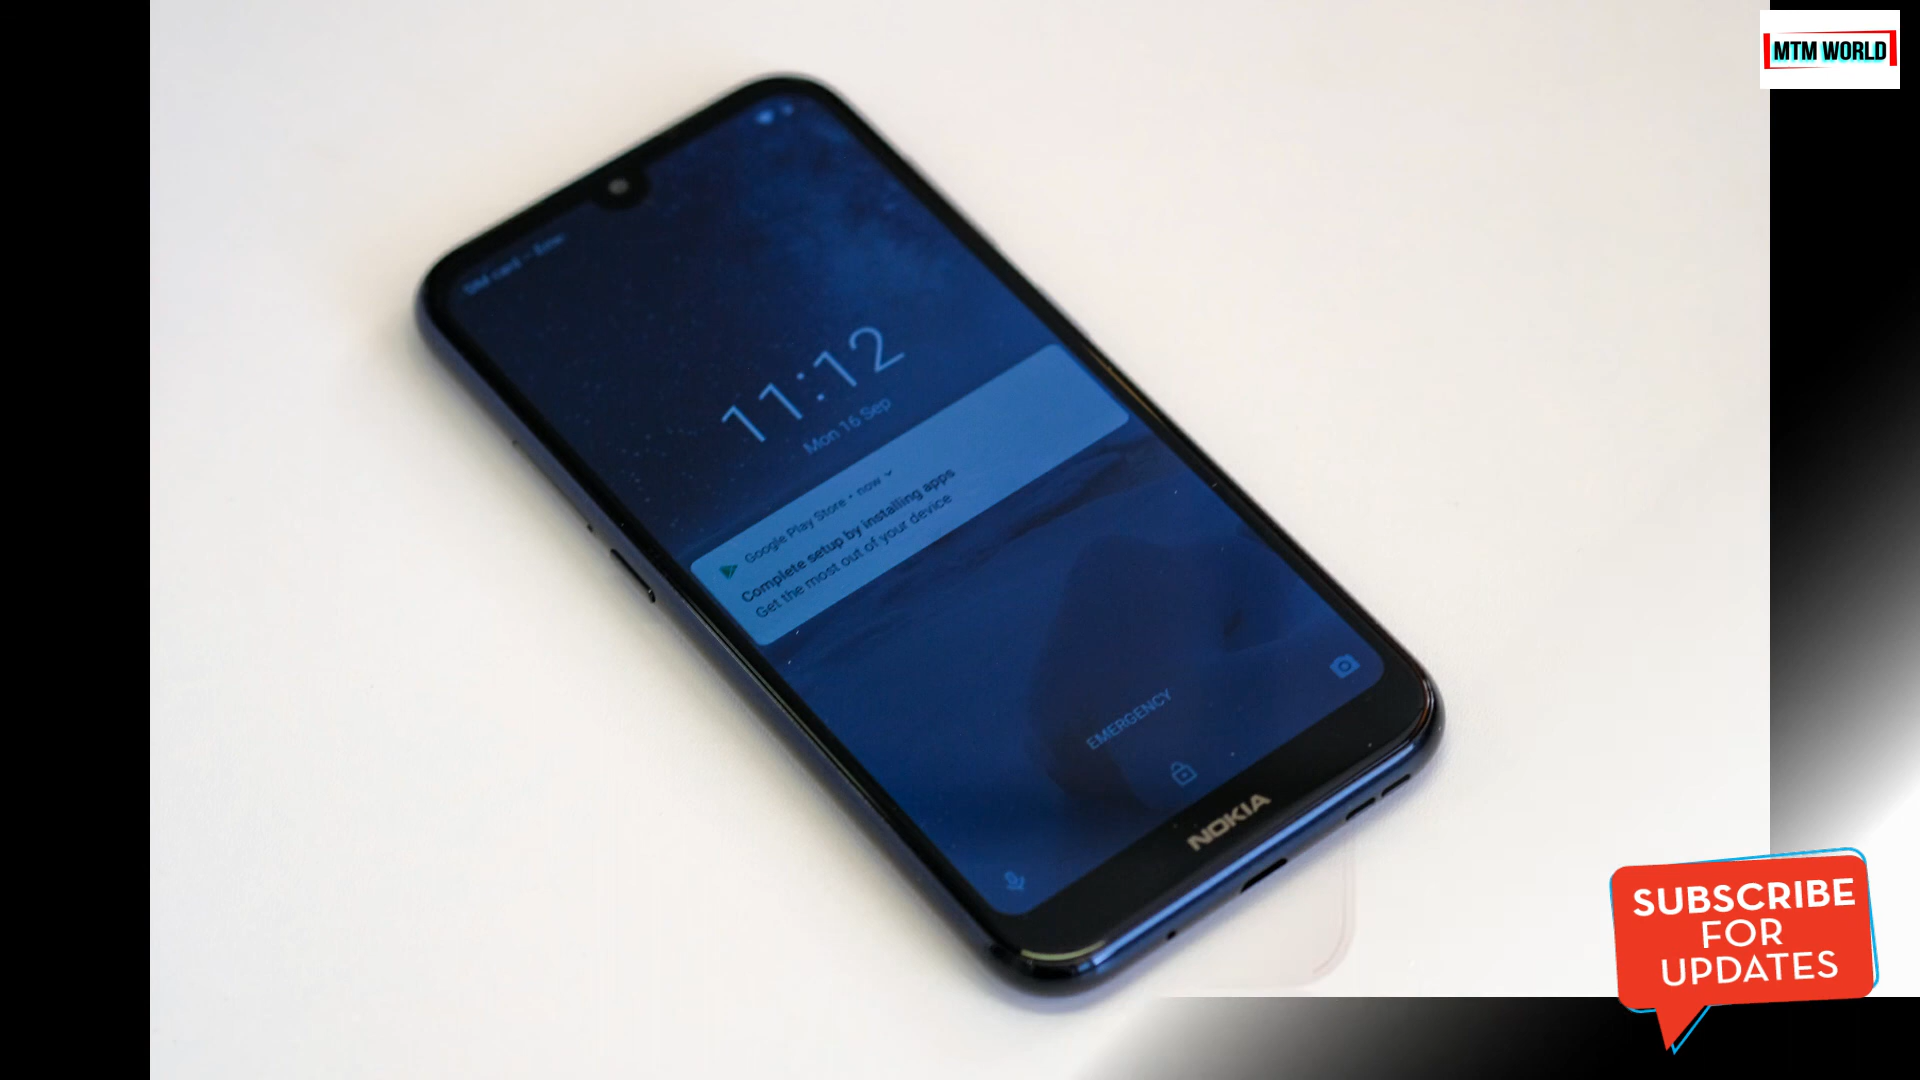 MTM WORLD
11:12
Mon 16 Sep
Google Play Store • now
Complete setup by installing apps
Get the most out of your device
EMERGENCY
NOKIA
SUBSCRIBE
FOR
UPDATES